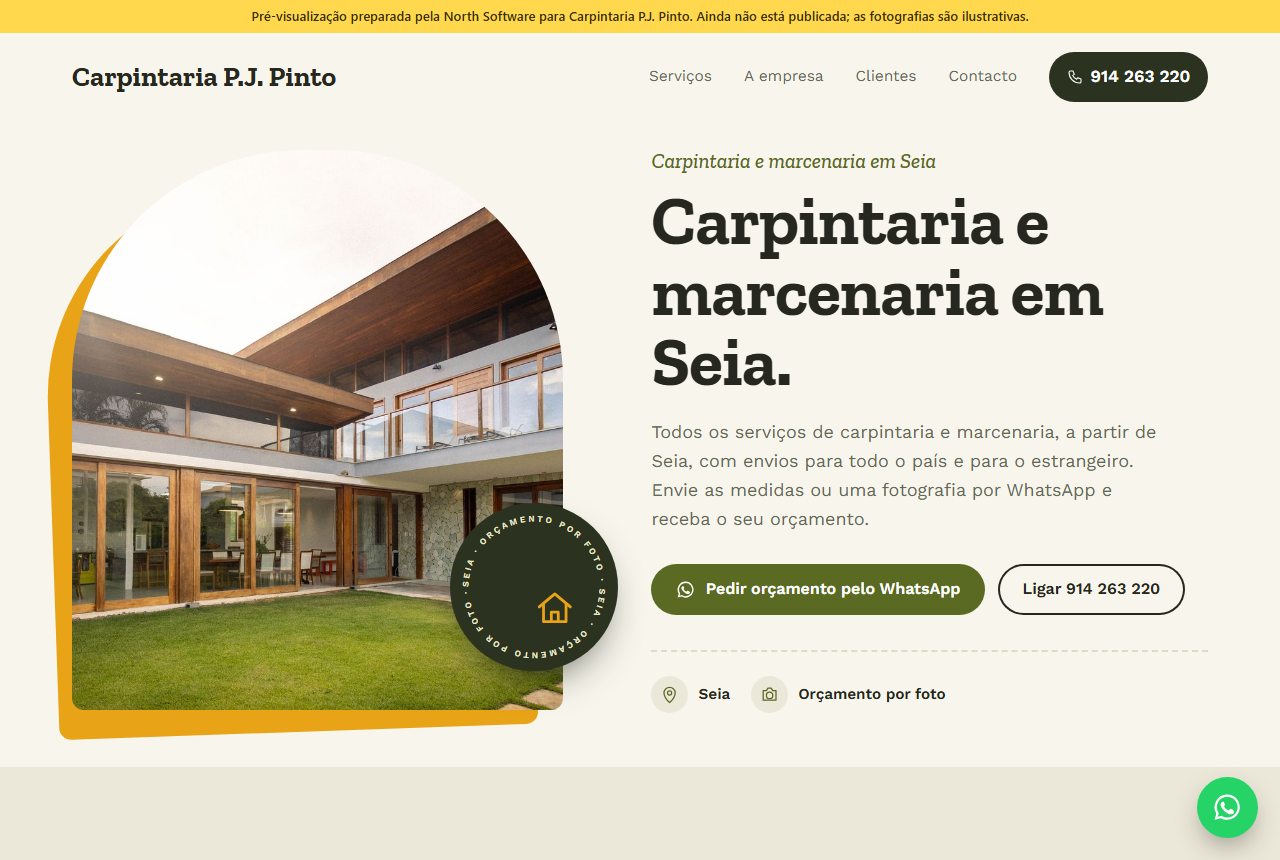 Pré-visualização preparada pela North Software para Carpintaria P.J. Pinto. Ainda não está publicada; as fotografias são ilustrativas.
Carpintaria P.J. Pinto
Serviços
A empresa
Clientes
Contacto
914 263 220
Carpintaria e marcenaria em Seia
Carpintaria e
marcenaria em
Seia.
Todos os serviços de carpintaria e marcenaria, a partir de
Seia, com envios para todo o país e para o estrangeiro.
Envie as medidas ou uma fotografia por WhatsApp e
receba o seu orçamento.
SEIA · ORÇAMENTO POR FOTO · SEIA · ORÇAMENTO POR FOTO ·
Pedir orçamento pelo WhatsApp
Ligar 914 263 220
Seia
Orçamento por foto